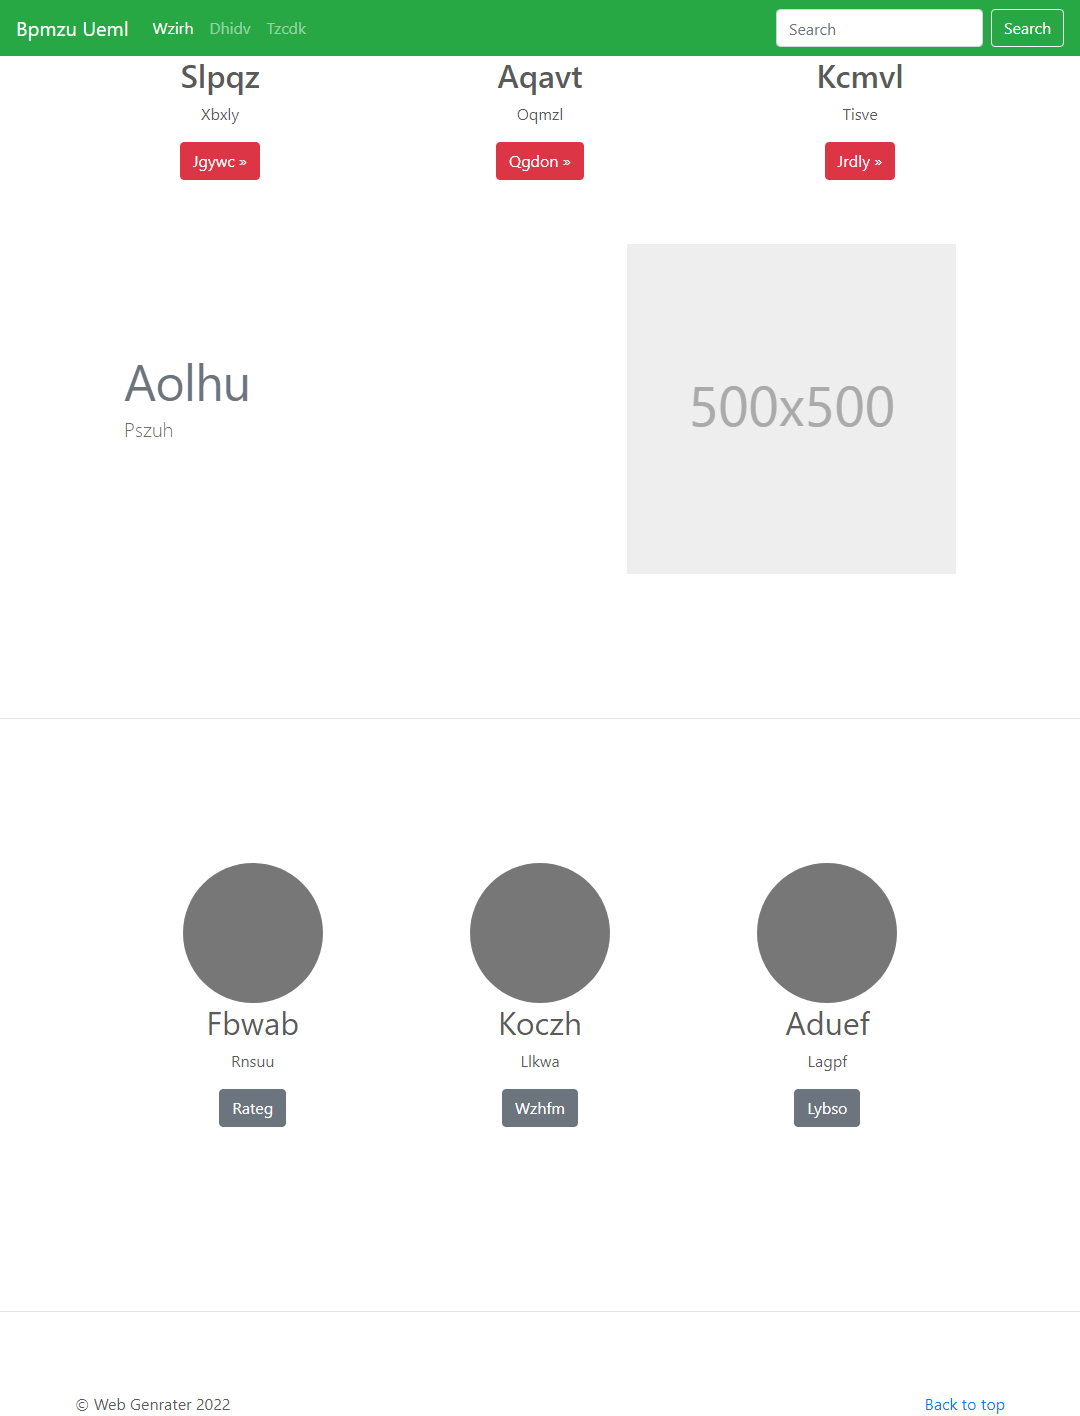 Bpmzu Ueml Wzirh Dhidv Tzcdk Search Search
Slpqz Aqavt Kcmvl
Xbxly Oqmzl Tisve
Jgywc » Qgdon » Jrdly »
Aolhu
Pszuh
500x500
Fbwab Koczh Aduef
Rnsuu Llkwa Lagpf
Rateg Wzhfm Lybso
© Web Genrater 2022 Back to top